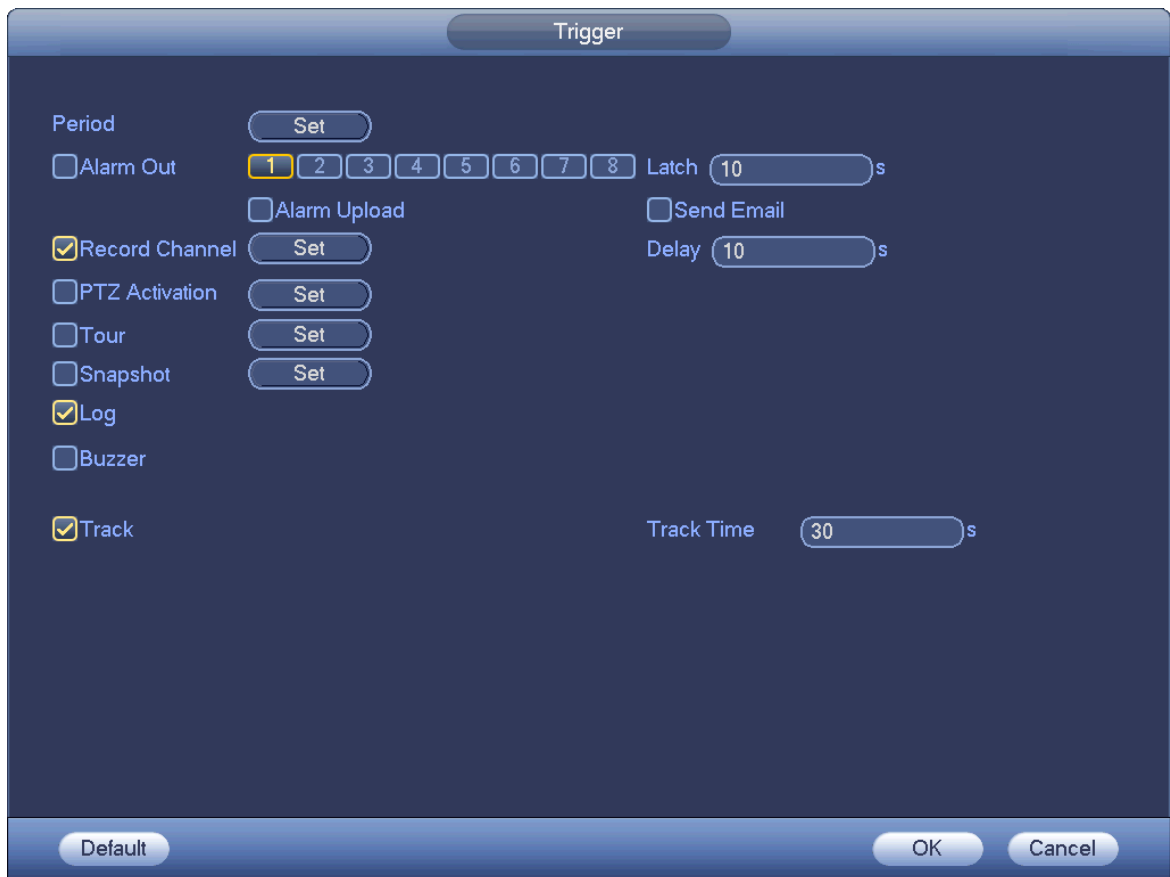 Trigger
Period Set
Alarm Out 1 2 3 4 5 6 7 8 Latch 10 s
Alarm Upload Send Email
Record Channel Set Delay 10 s
PTZ Activation Set
Tour Set
Snapshot Set
Log
Buzzer
Track Track Time 30 s
Default OK Cancel